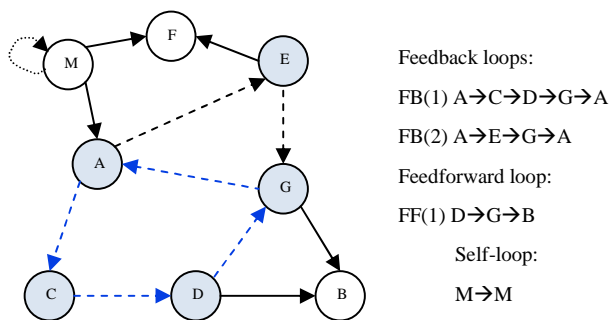 F
M
E
A
G
C
D
B
Feedback loops:
FB(1) A→C→D→G→A
FB(2) A→E→G→A
Feedforward loop:
FF(1) D→G→B
Self-loop:
M→M